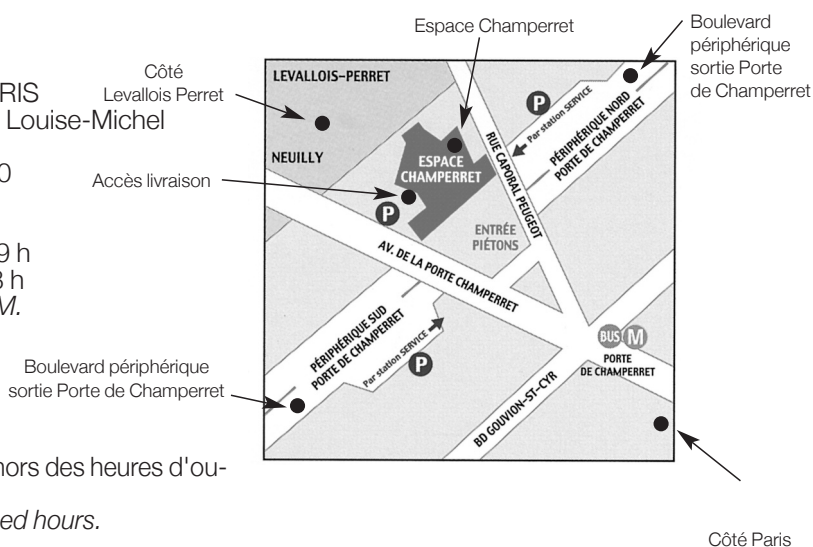 Espace Champerret
Boulevard
périphérique
sortie Porte
de Champerret
Côté
Levallois Perret
RIS
Louise-Michel
0
Accès livraison
9 h
h
M.
Boulevard périphérique
sortie Porte de Champerret
hors des heures d'ou-
ed hours.
Côté Paris
LEVALLOIS-PERRET
NEUILLY
ESPACE
CHAMPERRET
P
Par station SERVICE
PÉRIPHÉRIQUE NORD
PORTE DE CHAMPERRET
RUE CAPORAL PEUGEOT
P
ENTRÉE
PIÉTONS
AV. DE LA PORTE CHAMPERRET
PÉRIPHÉRIQUE SUD
PORTE DE CHAMPERRET
Par station SERVICE
P
BUS M
PORTE
DE CHAMPERRET
BD GOUVION-ST-CYR